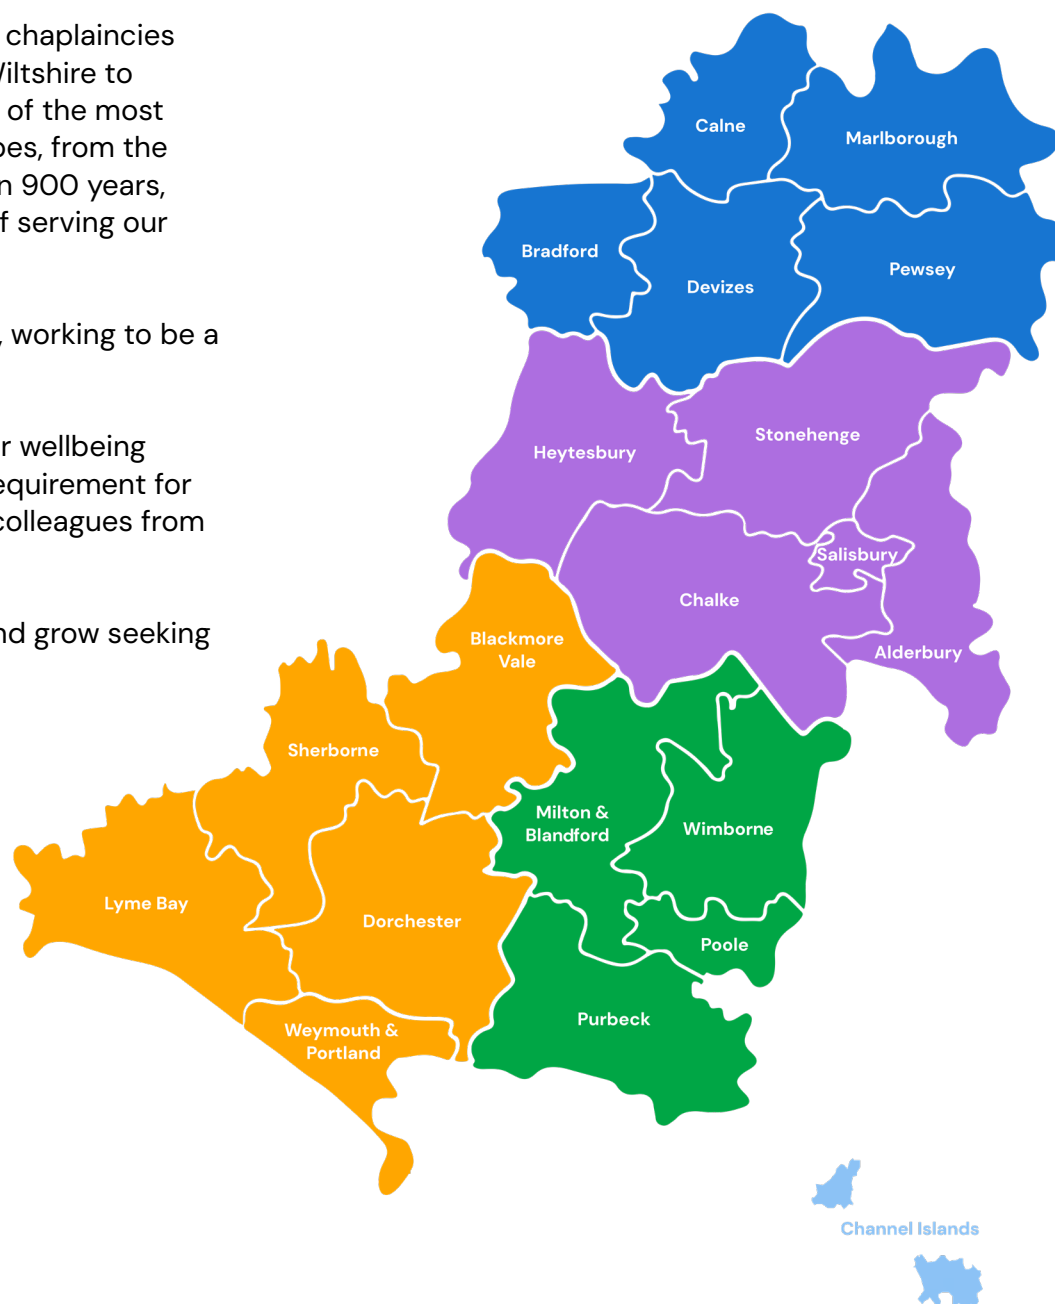 chaplaincies
Wiltshire to
of the most
pes, from the
n 900 years,
f serving our
, working to be a
r wellbeing
equirement for
colleagues from
nd grow seeking
Calne
Marlborough
Bradford
Devizes
Pewsey
Heytesbury
Stonehenge
Salisbury
Chalke
Alderbury
Blackmore
Vale
Sherborne
Milton &
Blandford
Wimborne
Lyme Bay
Dorchester
Poole
Purbeck
Weymouth &
Portland
Channel Islands